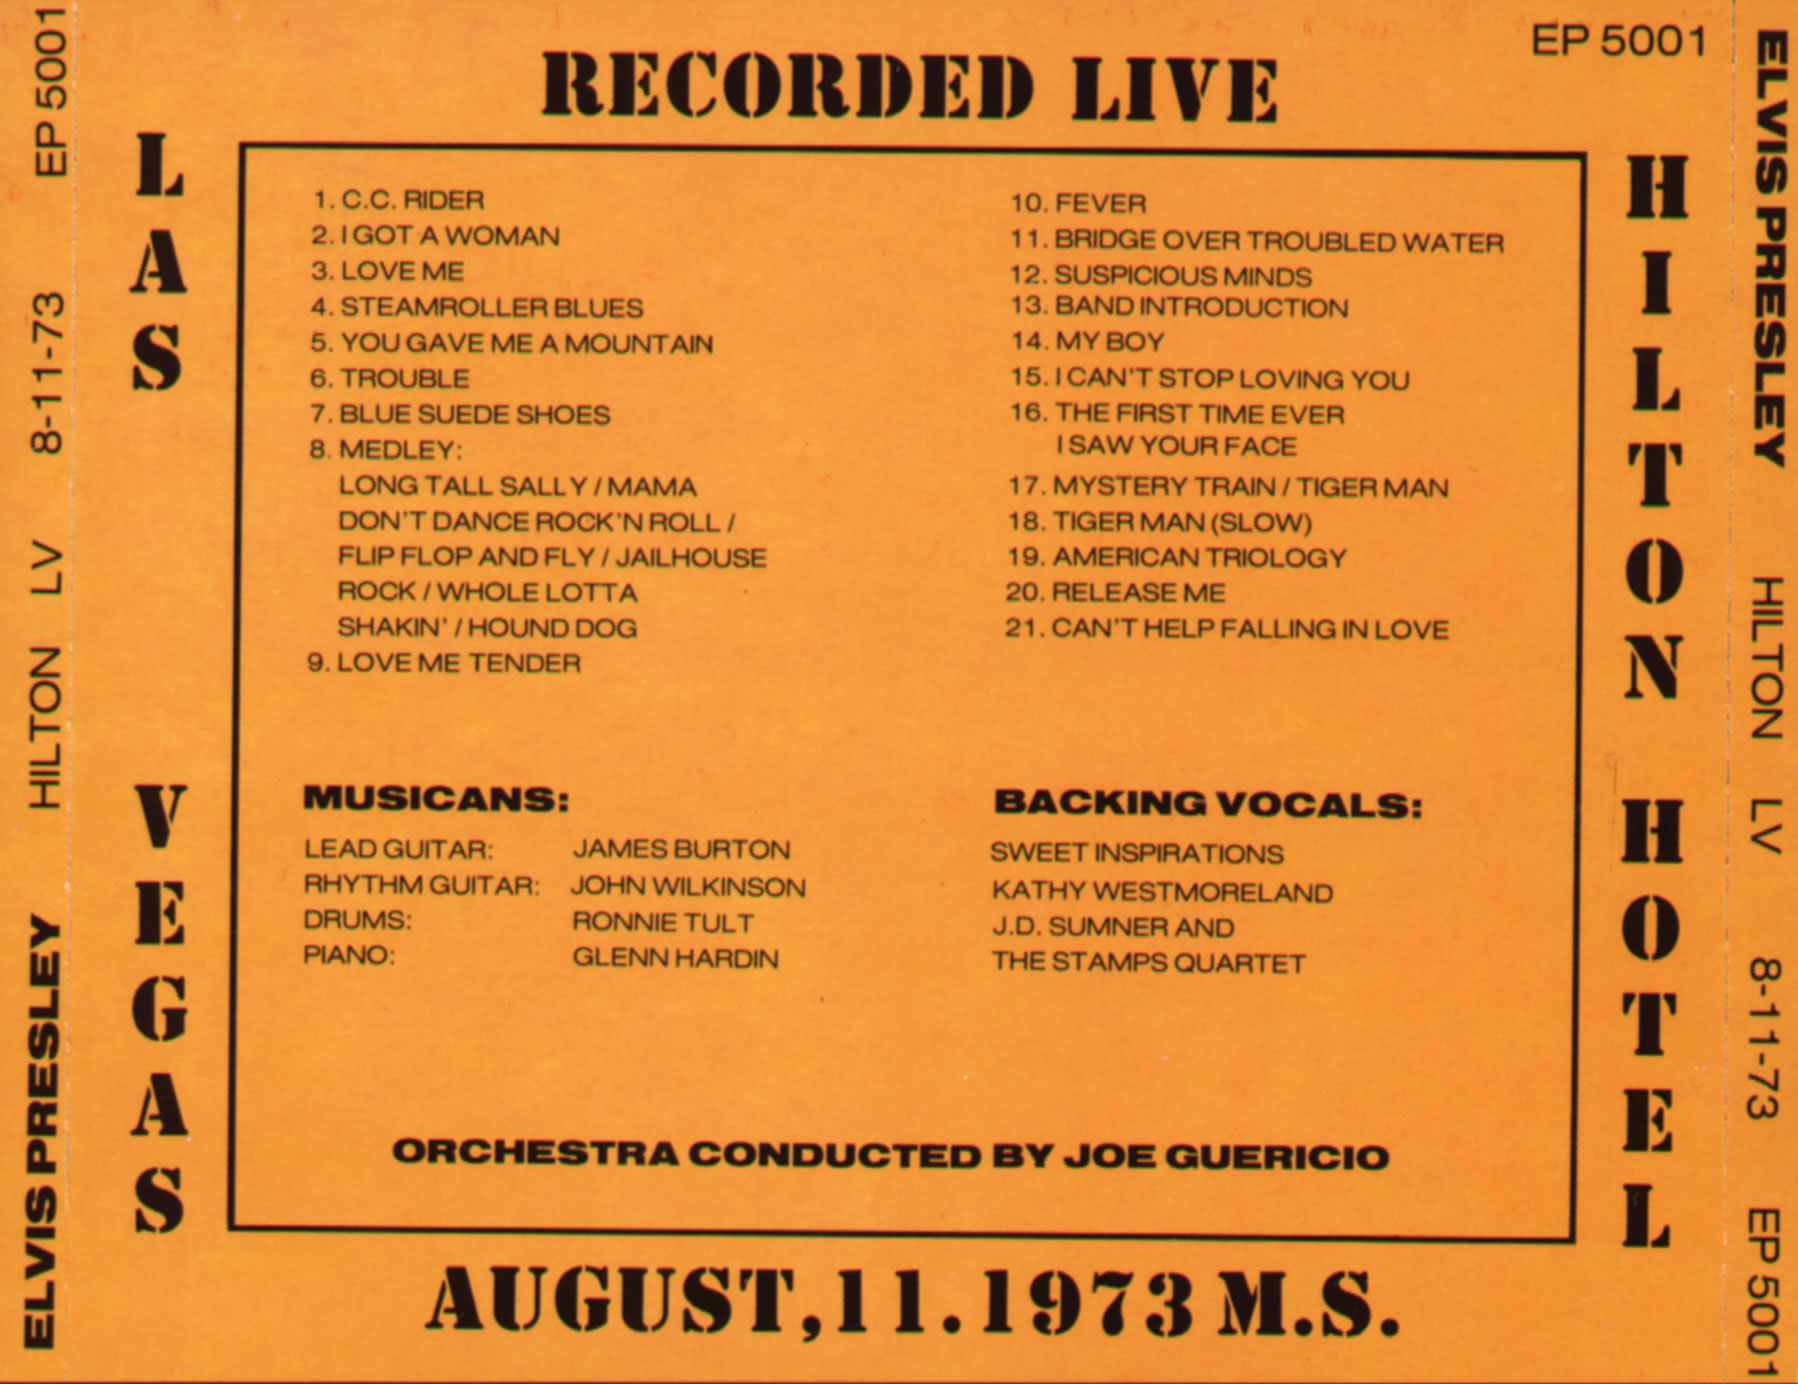 EP 5001
RECORDED LIVE
LAS
VEGAS
1. C.C. RIDER
2. I GOT A WOMAN
3. LOVE ME
4. STEAMROLLER BLUES
5. YOU GAVE ME A MOUNTAIN
6. TROUBLE
7. BLUE SUEDE SHOES
8. MEDLEY:
LONG TALL SALLY / MAMA
DON'T DANCE ROCK'N ROLL /
FLIP FLOP AND FLY / JAILHOUSE
ROCK / WHOLE LOTTA
SHAKIN' / HOUND DOG
9. LOVE ME TENDER
10. FEVER
11. BRIDGE OVER TROUBLED WATER
12. SUSPICIOUS MINDS
13. BAND INTRODUCTION
14. MY BOY
15. I CAN'T STOP LOVING YOU
16. THE FIRST TIME EVER
I SAW YOUR FACE
17. MYSTERY TRAIN / TIGER MAN
18. TIGER MAN (SLOW)
19. AMERICAN TRIOLOGY
20. RELEASE ME
21. CAN'T HELP FALLING IN LOVE
MUSICANS:
LEAD GUITAR: JAMES BURTON
RHYTHM GUITAR: JOHN WILKINSON
DRUMS: RONNIE TULT
PIANO: GLENN HARDIN
BACKING VOCALS:
SWEET INSPIRATIONS
KATHY WESTMORELAND
J.D. SUMNER AND
THE STAMPS QUARTET
ORCHESTRA CONDUCTED BY JOE GUERICIO
HILTON
HOTEL
AUGUST,11.1973 M.S.
ELVIS PRESLEY HILTON LV 8-11-73 EP 5001
ELVIS PRESLEY HILTON LV 8-11-73 EP 5001